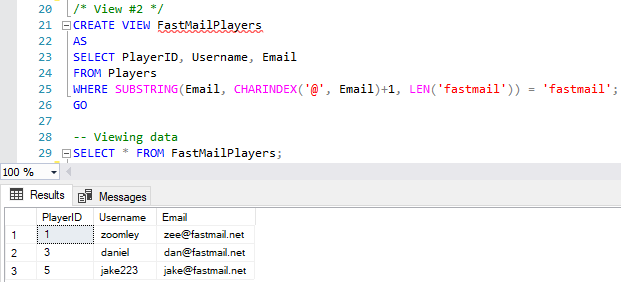 20 /* View #2 */
21 CREATE VIEW FastMailPlayers
22 AS
23 SELECT PlayerID, Username, Email
24 FROM Players
25 WHERE SUBSTRING(Email, CHARINDEX('@', Email)+1, LEN('fastmail')) = 'fastmail';
26 GO
27
28 -- Viewing data
29 SELECT * FROM FastMailPlayers;
100 %
Results Messages
PlayerID Username Email
1 1 zoomley zee@fastmail.net
2 3 daniel dan@fastmail.net
3 5 jake223 jake@fastmail.net